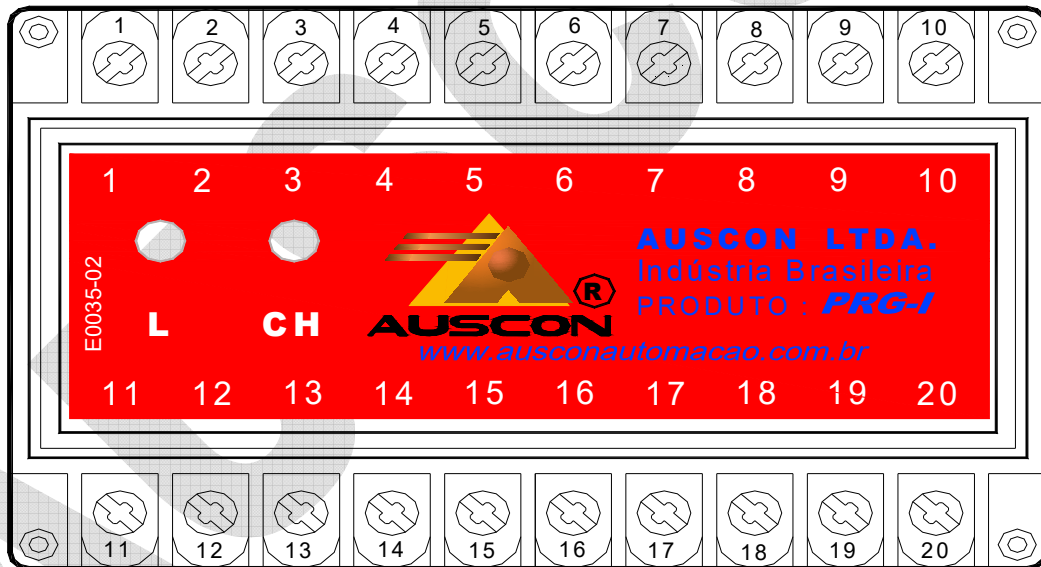 1 2 3 4 5 6 7 8 9 10
1 2 3 4 5 6 7 8 9 10
AUSCON LTDA.
Indústria Brasileira
PRODUTO : PRG-I
E0035-02
L CH
AUSCON ®
www.ausconautomacao.com.br
11 12 13 14 15 16 17 18 19 20
11 12 13 14 15 16 17 18 19 20